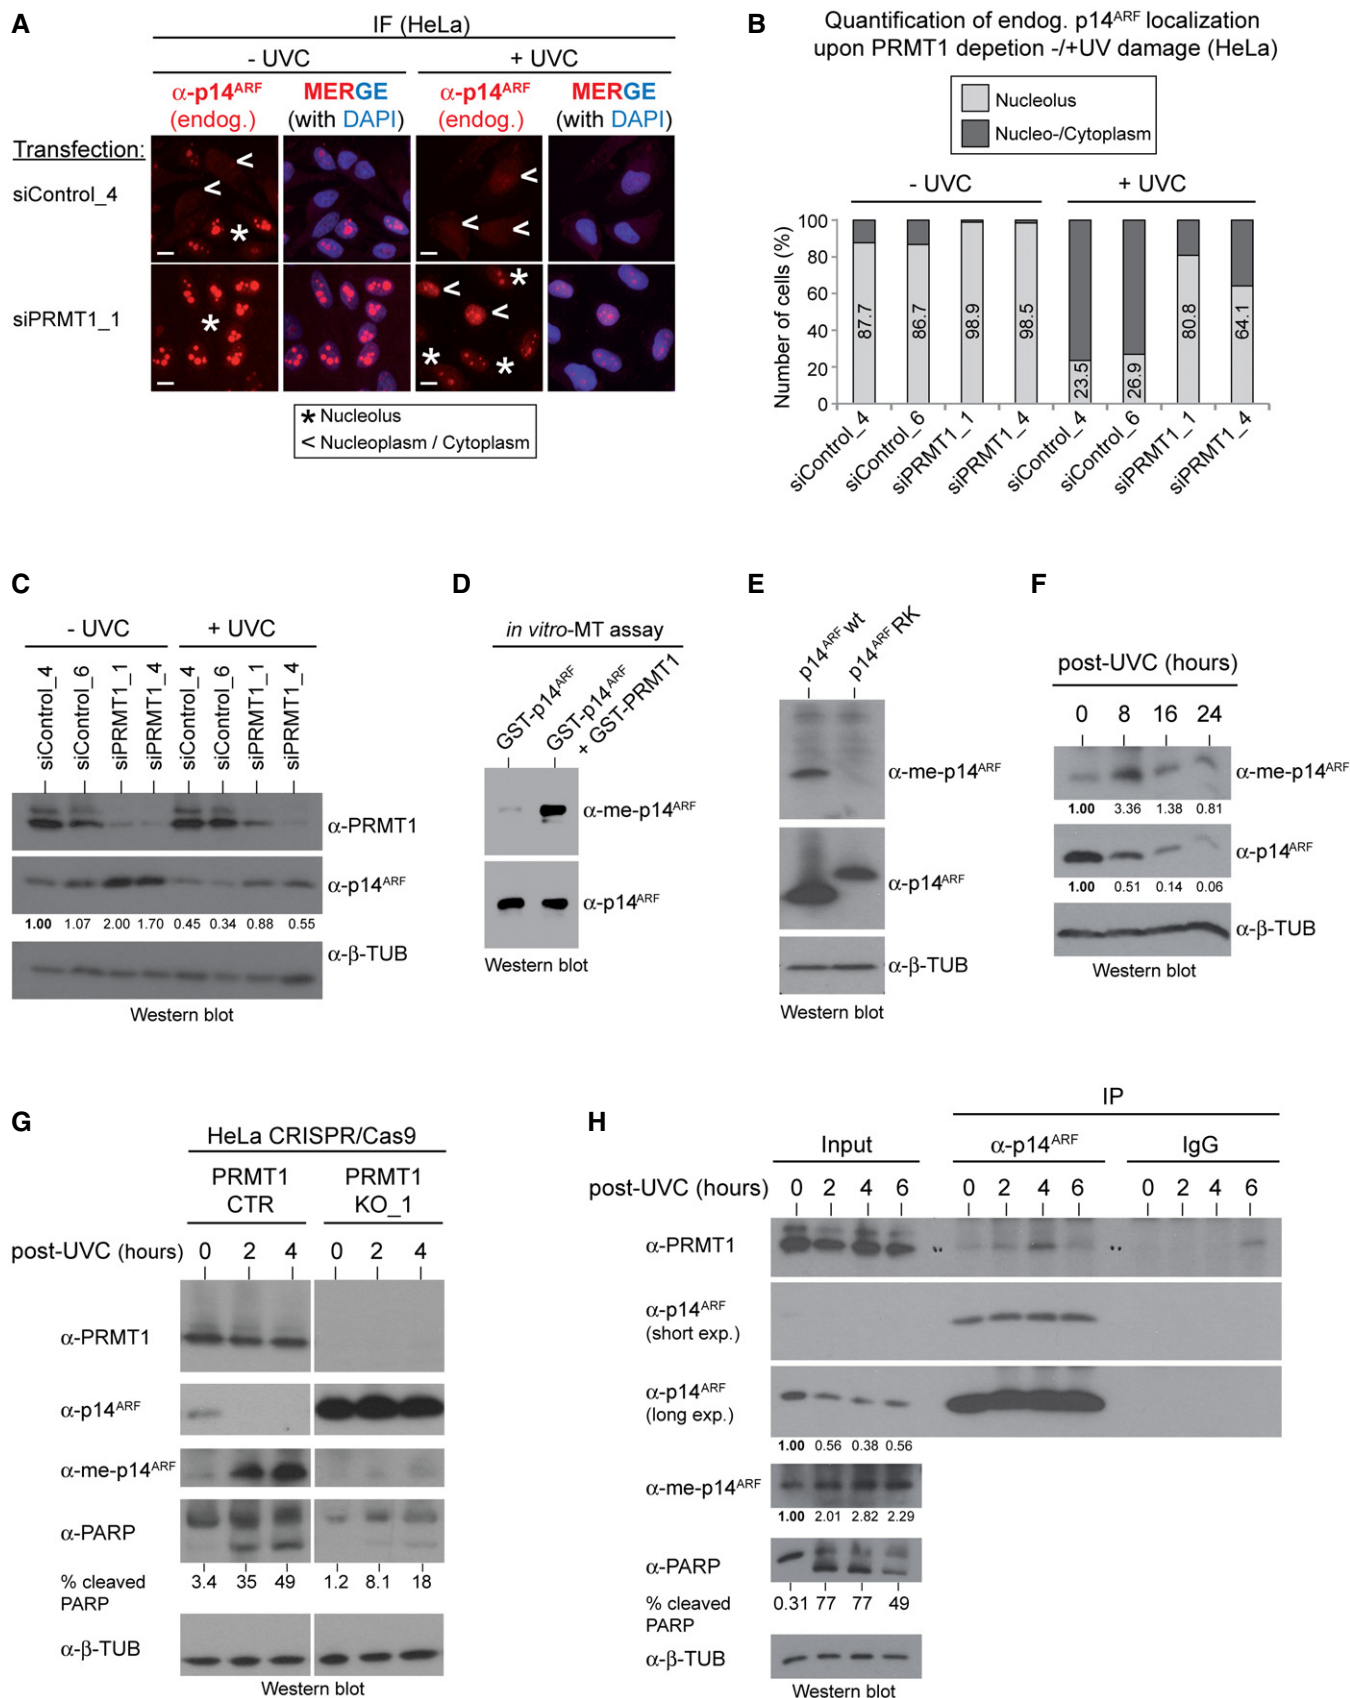 A
IF (HeLa)
- UVC
+ UVC
α-p14ARF
(endog.)
MERGE
(with DAPI)
α-p14ARF
(endog.)
MERGE
(with DAPI)
Transfection:
siControl_4
<
<
*
<
<
<
siPRMT1_1
*
*
<
<
*
*
* Nucleolus
< Nucleoplasm / Cytoplasm
B
Quantification of endog. p14ARF localization
upon PRMT1 depetion -/+UV damage (HeLa)
Nucleolus
Nucleo-/Cytoplasm
- UVC
+ UVC
Number of cells (%)
100
80
60
40
20
0
87.7
86.7
98.9
98.5
23.5
26.9
80.8
64.1
siControl_4
siControl_6
siPRMT1_1
siPRMT1_4
siControl_4
siControl_6
siPRMT1_1
siPRMT1_4
C
- UVC
+ UVC
siControl_4
siControl_6
siPRMT1_1
siPRMT1_4
siControl_4
siControl_6
siPRMT1_1
siPRMT1_4
α-PRMT1
α-p14ARF
1.00 1.07 2.00 1.70 0.45 0.34 0.88 0.55
α-β-TUB
Western blot
D
in vitro-MT assay
GST-p14ARF
GST-p14ARF
+ GST-PRMT1
α-me-p14ARF
α-p14ARF
Western blot
E
p14ARF wt
p14ARF RK
α-me-p14ARF
α-p14ARF
α-β-TUB
Western blot
F
post-UVC (hours)
0 8 16 24
α-me-p14ARF
1.00 3.36 1.38 0.81
α-p14ARF
1.00 0.51 0.14 0.06
α-β-TUB
Western blot
G
HeLa CRISPR/Cas9
PRMT1
CTR
PRMT1
KO_1
post-UVC (hours) 0 2 4 0 2 4
α-PRMT1
α-p14ARF
α-me-p14ARF
α-PARP
% cleaved
PARP
3.4 35 49 1.2 8.1 18
α-β-TUB
Western blot
H
IP
Input
α-p14ARF
IgG
post-UVC (hours) 0 2 4 6 0 2 4 6 0 2 4 6
α-PRMT1
α-p14ARF
(short exp.)
α-p14ARF
(long exp.)
1.00 0.56 0.38 0.56
α-me-p14ARF
1.00 2.01 2.82 2.29
α-PARP
% cleaved
PARP
0.31 77 77 49
α-β-TUB
Western blot